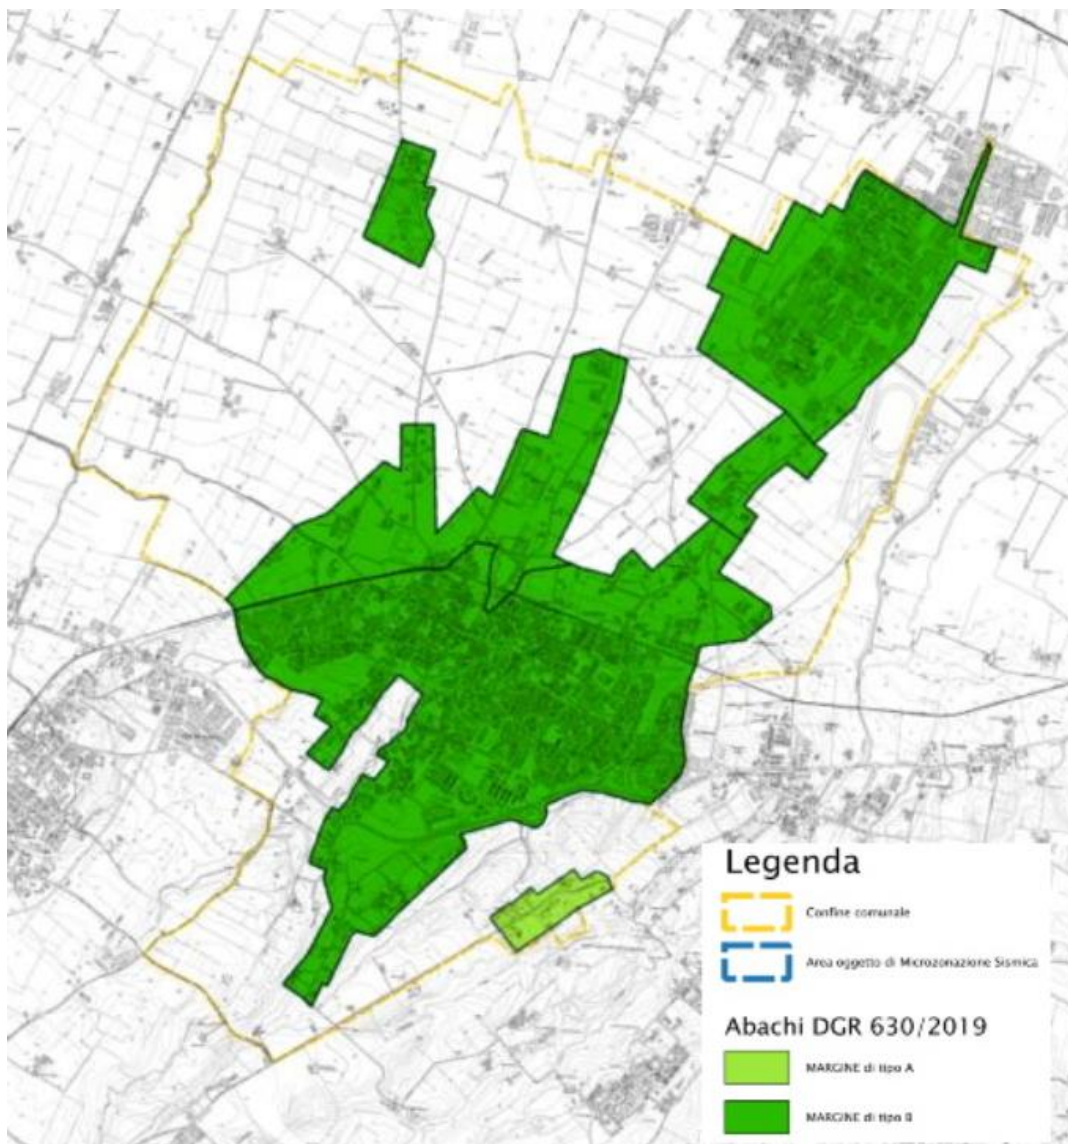 Legenda
Confine comunale
Area oggetto di Microzonazione Sismica
Abachi DGR 630/2019
MARGINE di tipo A
MARGINE di tipo B